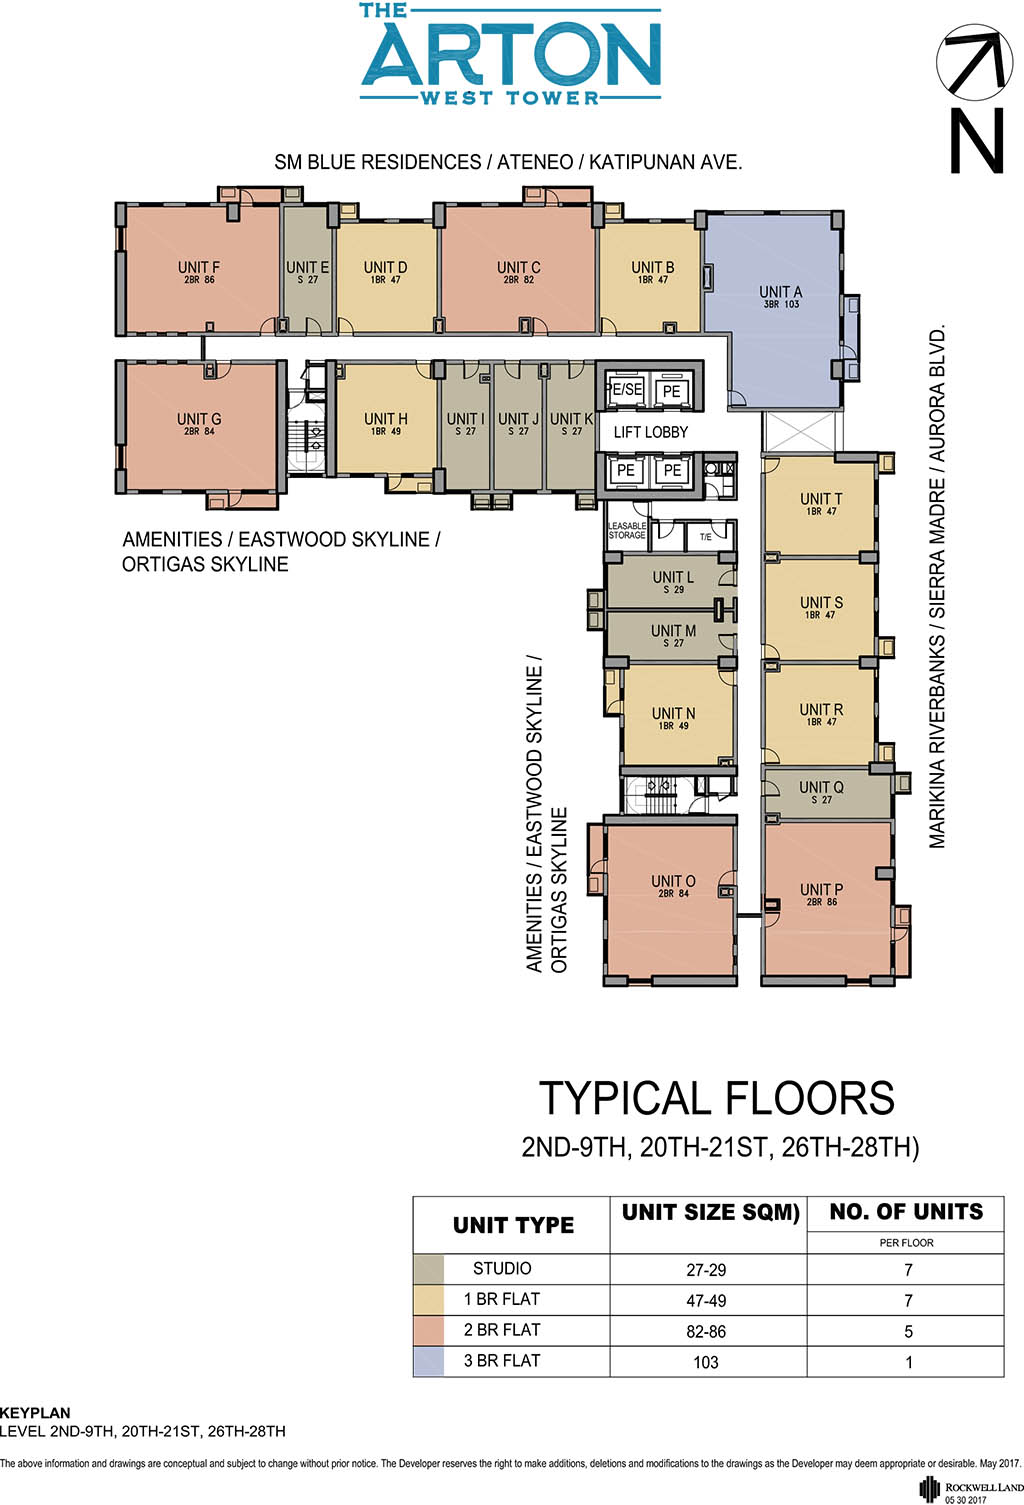 THE
ARTON
WEST TOWER
N
SM BLUE RESIDENCES / ATENEO / KATIPUNAN AVE.
UNIT F
2BR 86
UNIT E
S 27
UNIT D
1BR 47
UNIT C
2BR 82
UNIT B
1BR 47
UNIT A
3BR 103
UNIT G
2BR 84
UNIT H
1BR 49
UNIT I
S 27
UNIT J
S 27
UNIT K
S 27
PE/SE
PE
LIFT LOBBY
PE
PE
AMENITIES / EASTWOOD SKYLINE /
ORTIGAS SKYLINE
LEASABLE
STORAGE
T/E
UNIT T
1BR 47
UNIT L
S 29
UNIT S
1BR 47
UNIT M
S 27
UNIT N
1BR 49
UNIT R
1BR 47
UNIT Q
S 27
UNIT O
2BR 84
UNIT P
2BR 86
AMENITIES / EASTWOOD SKYLINE /
ORTIGAS SKYLINE
MARIKINA RIVERBANKS / SIERRA MADRE / AURORA BLVD.
TYPICAL FLOORS
2ND-9TH, 20TH-21ST, 26TH-28TH)
UNIT TYPE UNIT SIZE SQM) NO. OF UNITS
PER FLOOR
STUDIO 27-29 7
1 BR FLAT 47-49 7
2 BR FLAT 82-86 5
3 BR FLAT 103 1
KEYPLAN
LEVEL 2ND-9TH, 20TH-21ST, 26TH-28TH
The above information and drawings are conceptual and subject to change without prior notice. The Developer reserves the right to make additions, deletions and modifications to the drawings as the Developer may deem appropriate or desirable. May 2017.
ROCKWELL LAND
05 30 2017